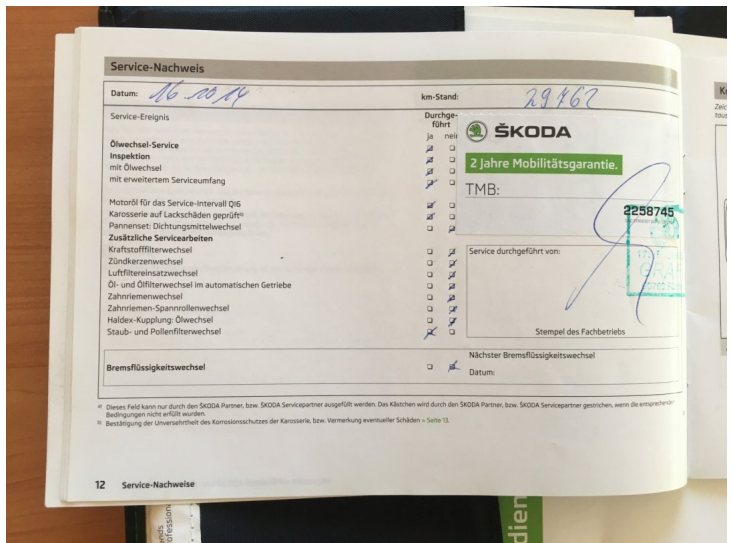 Service-Nachweis
Datum: 16 10 14 km-Stand: 29762
Service-Ereignis Durchge-
führt
ja nein
ŠKODA
Ölwechsel-Service
Inspektion
mit Ölwechsel
2 Jahre Mobilitätsgarantie.
mit erweitertem Serviceumfang
TMB:
Motoröl für das Service-Intervall QI6
2258745
Karosserie auf Lackschäden geprüft
Pannenset: Dichtungsmittelwechsel
Zusätzliche Servicearbeiten
Kraftstofffilterwechsel
Service durchgeführt von:
Zündkerzenwechsel
Luftfiltereinsatzwechsel
Öl- und Ölfilterwechsel im automatischen Getriebe
Zahnriemenwechsel
Zahnriemen-Spannrollenwechsel
Haldex-Kupplung: Ölwechsel
Staub- und Pollenfilterwechsel
Stempel des Fachbetriebs
Nächster Bremsflüssigkeitswechsel
Bremsflüssigkeitswechsel
Datum:
a) Dieses Feld kann nur durch den ŠKODA Partner, bzw. ŠKODA Servicepartner ausgefüllt werden. Das Kästchen wird durch den ŠKODA Partner, bzw. ŠKODA Servicepartner gestrichen, wenn die entsprechenden
Bedingungen nicht erfüllt wurden.
b) Bestätigung der Unversehrtheit des Korrosionsschutzes der Karosserie, bzw. Vermerkung eventueller Schäden » Seite 13.
12 Service-Nachweise
dien